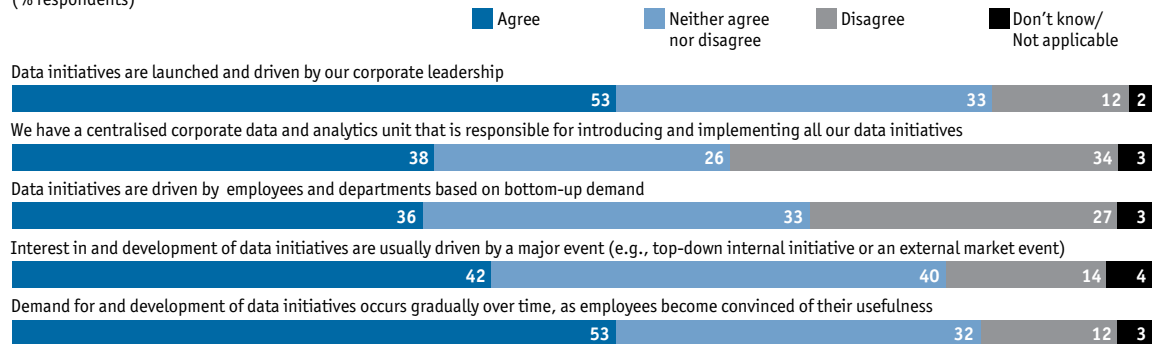 (% respondents)
Agree
Neither agree
nor disagree
Disagree
Don't know/
Not applicable
Data initiatives are launched and driven by our corporate leadership
53 33 12 2
We have a centralised corporate data and analytics unit that is responsible for introducing and implementing all our data initiatives
38 26 34 3
Data initiatives are driven by employees and departments based on bottom-up demand
36 33 27 3
Interest in and development of data initiatives are usually driven by a major event (e.g., top-down internal initiative or an external market event)
42 40 14 4
Demand for and development of data initiatives occurs gradually over time, as employees become convinced of their usefulness
53 32 12 3